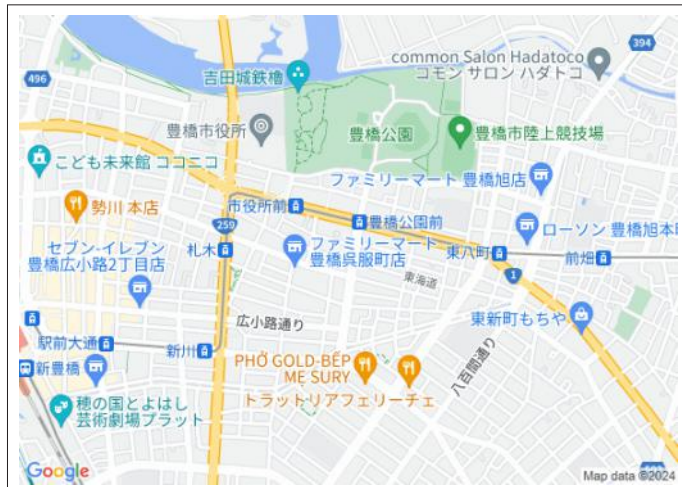 common Salon Hadatoco
コモン サロン ハダトコ
394
496
吉田城鉄櫓
豊橋市役所
豊橋公園
豊橋市陸上競技場
こども未来館 ココニコ
ファミリーマート 豊橋旭店
勢川 本店
市役所前
豊橋公園前
259
ローソン 豊橋旭本町
セブン-イレブン
豊橋広小路2丁目店
札木
ファミリーマート
豊橋呉服町店
東八町
前畑
東海道
1
広小路通り
東新町もちや
駅前大通
新川
PHỞ GOLD-BẾP
MẸ SURY
八百間通り
新豊橋
トラットリアフェリーチェ
穂の国とよはし
芸術劇場プラット
Google
Map data ©2024